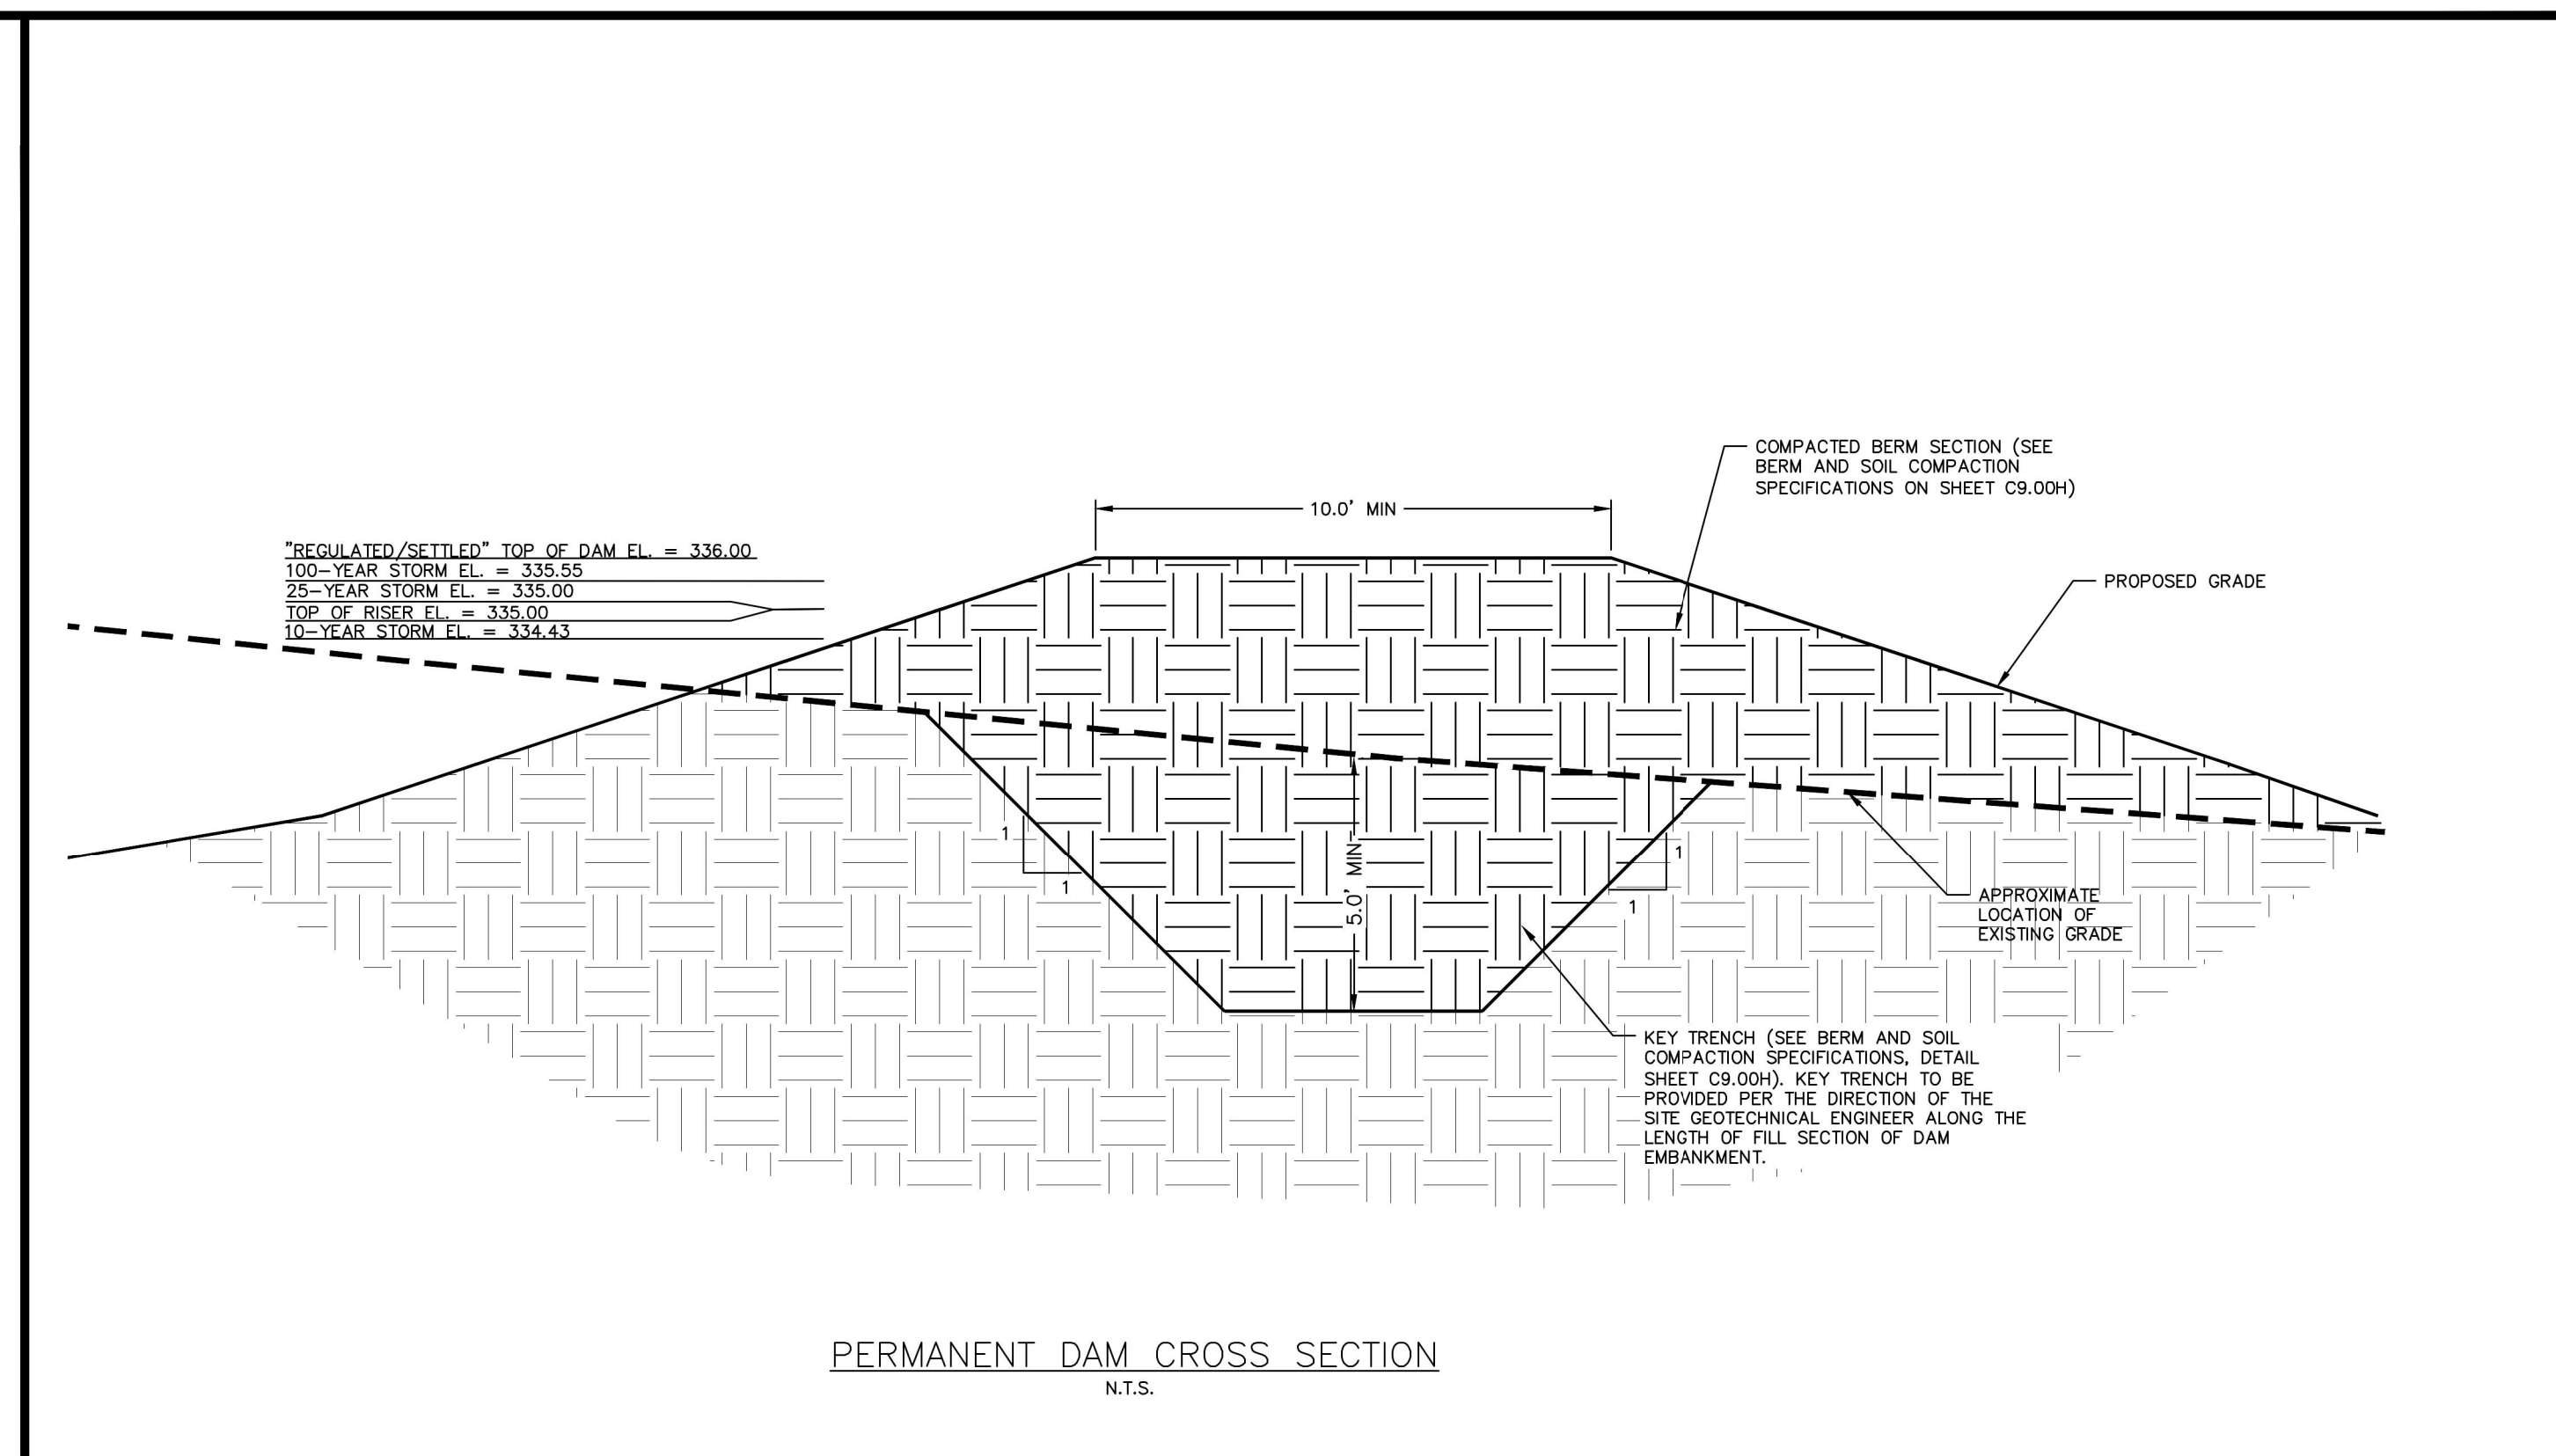 COMPACTED BERM SECTION (SEE
BERM AND SOIL COMPACTION
SPECIFICATIONS ON SHEET C9.00H)
10.0' MIN
"REGULATED/SETTLED" TOP OF DAM EL. = 336.00
100-YEAR STORM EL. = 335.55
25-YEAR STORM EL. = 335.00
TOP OF RISER EL. = 335.00
10-YEAR STORM EL. = 334.43
PROPOSED GRADE
1
1
5.0' MIN
1
1
APPROXIMATE
LOCATION OF
EXISTING GRADE
KEY TRENCH (SEE BERM AND SOIL
COMPACTION SPECIFICATIONS, DETAIL
SHEET C9.00H). KEY TRENCH TO BE
PROVIDED PER THE DIRECTION OF THE
SITE GEOTECHNICAL ENGINEER ALONG THE
LENGTH OF FILL SECTION OF DAM
EMBANKMENT.
PERMANENT DAM CROSS SECTION
N.T.S.